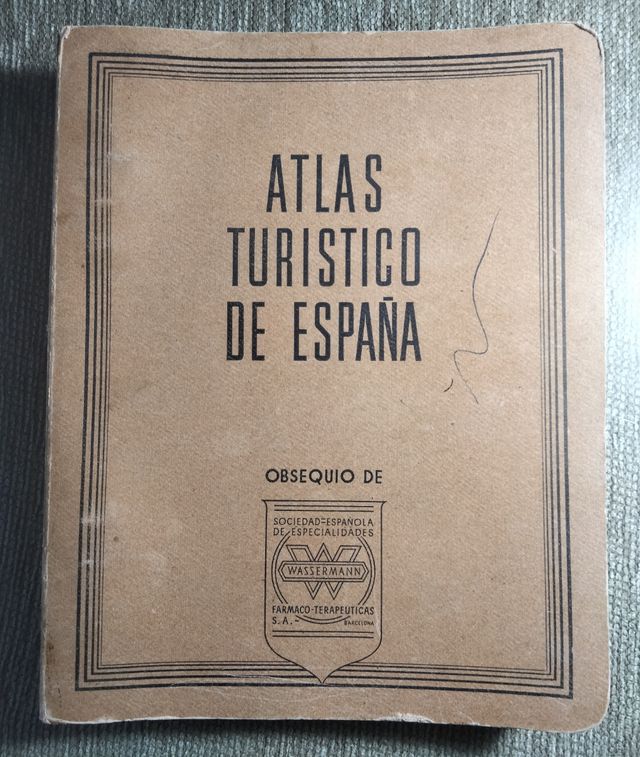 ATLAS
TURISTICO
DE ESPAÑA
OBSEQUIO DE
SOCIEDAD=ESPAÑOLA
DE ESPECIALIDADES
W
WASSERMANN
FARMACO-TERAPEUTICAS
S.A.-
BARCELONA